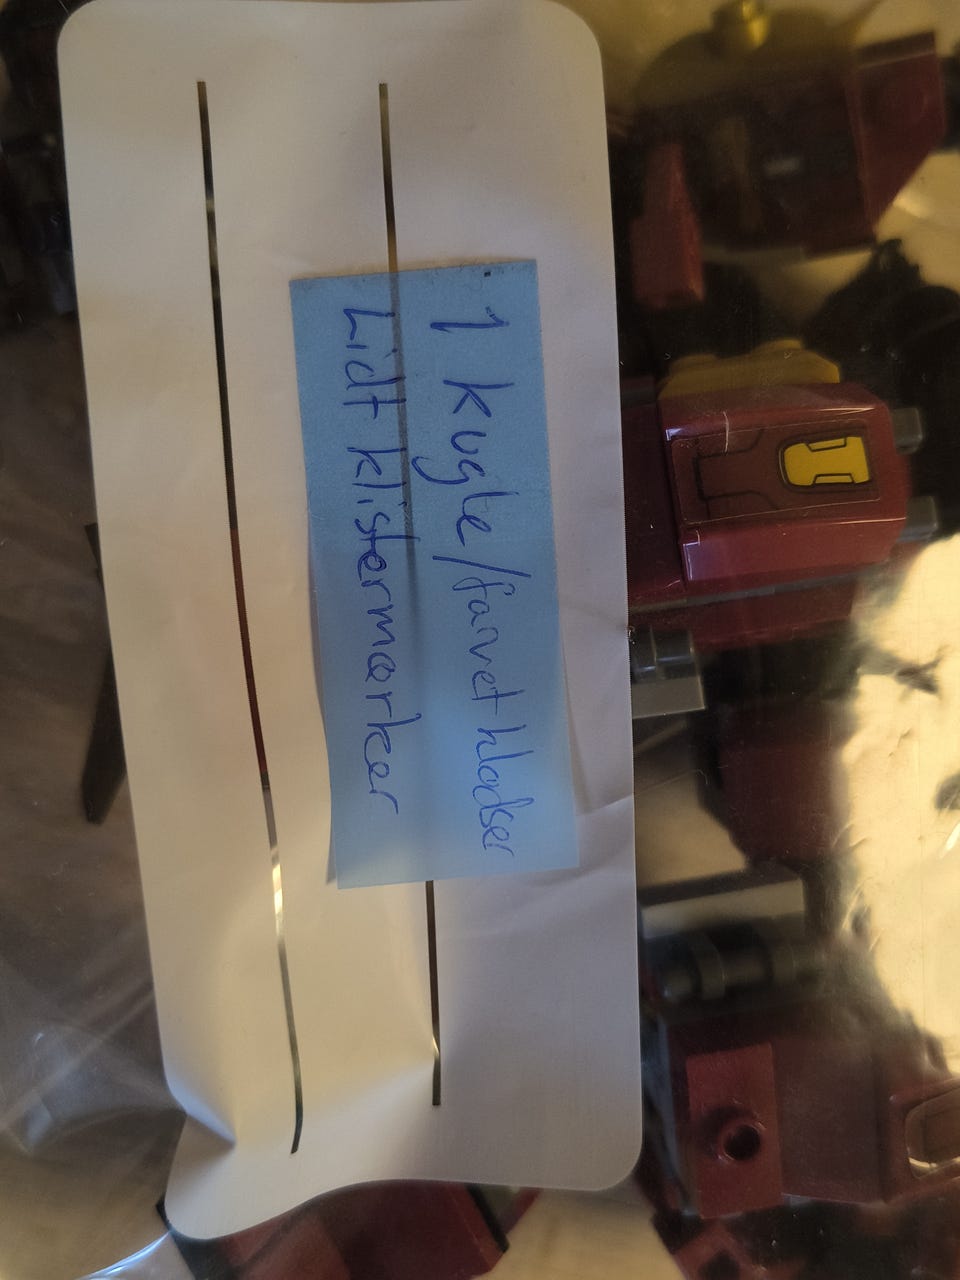 1 kugle/farvet klodser
Lidt klistermærker